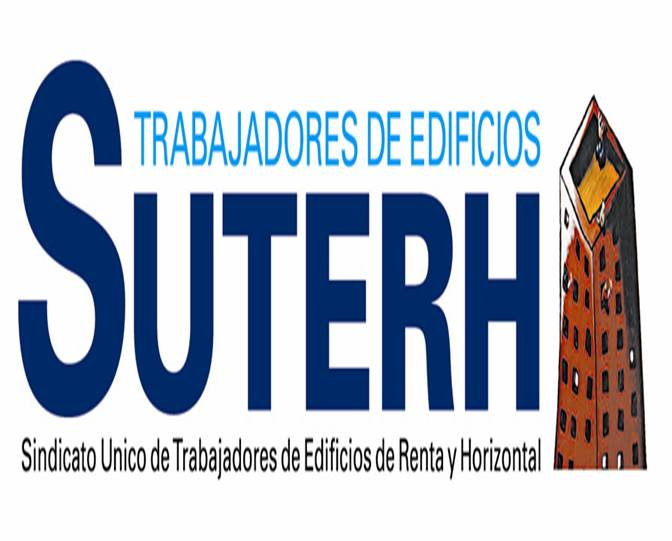 TRABAJADORES DE EDIFICIOS
SUTERH
Sindicato Unico de Trabajadores de Edificios de Renta y Horizontal